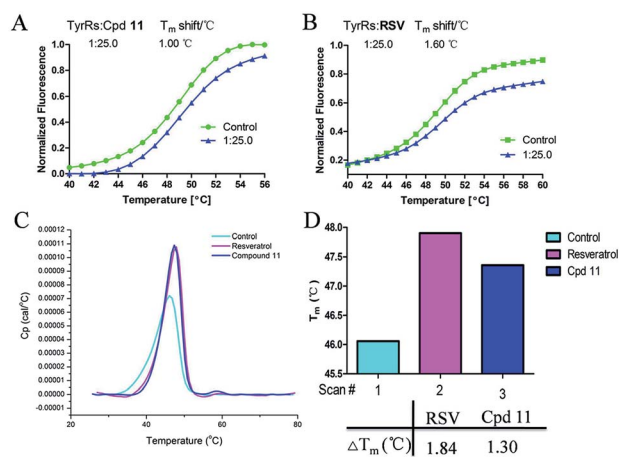 A
TyrRs:Cpd 11 Tm shift/℃
1:25.0 1.00 ℃
Normalized Fluorescence
1.0
0.8
0.6
0.4
0.2
0.0
Control
1:25.0
40 42 44 46 48 50 52 54 56
Temperature [°C]
B
TyrRs:RSV Tm shift/℃
1:25.0 1.60 ℃
Normalized Fluorescence
1.0
0.8
0.6
0.4
0.2
Control
1:25.0
40 42 44 46 48 50 52 54 56 58 60
Temperature [°C]
C
Control
Resveratrol
Compound 11
Cp (cal/°C)
0.00012
0.00011
0.00010
0.00009
0.00008
0.00007
0.00006
0.00005
0.00004
0.00003
0.00002
0.00001
0.00000
-0.00001
20 40 60 80
Temperature (°C)
D
Control
Resveratrol
Cpd 11
Tm (℃)
48.0
47.5
47.0
46.5
46.0
45.5
Scan # 1 2 3
RSV Cpd 11
△Tm(℃) 1.84 1.30